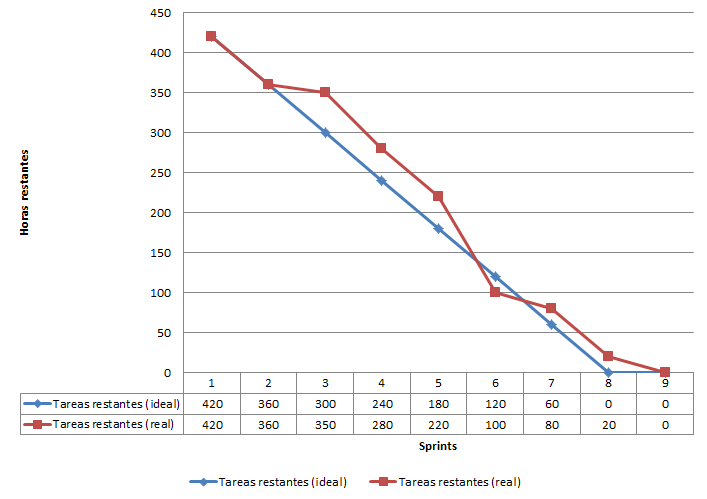 450
400
350
300
250
200
150
100
50
0
Horas restantes
1 2 3 4 5 6 7 8 9
Tareas restantes (ideal) 420 360 300 240 180 120 60 0 0
Tareas restantes (real) 420 360 350 280 220 100 80 20 0
Sprints
Tareas restantes (ideal) Tareas restantes (real)